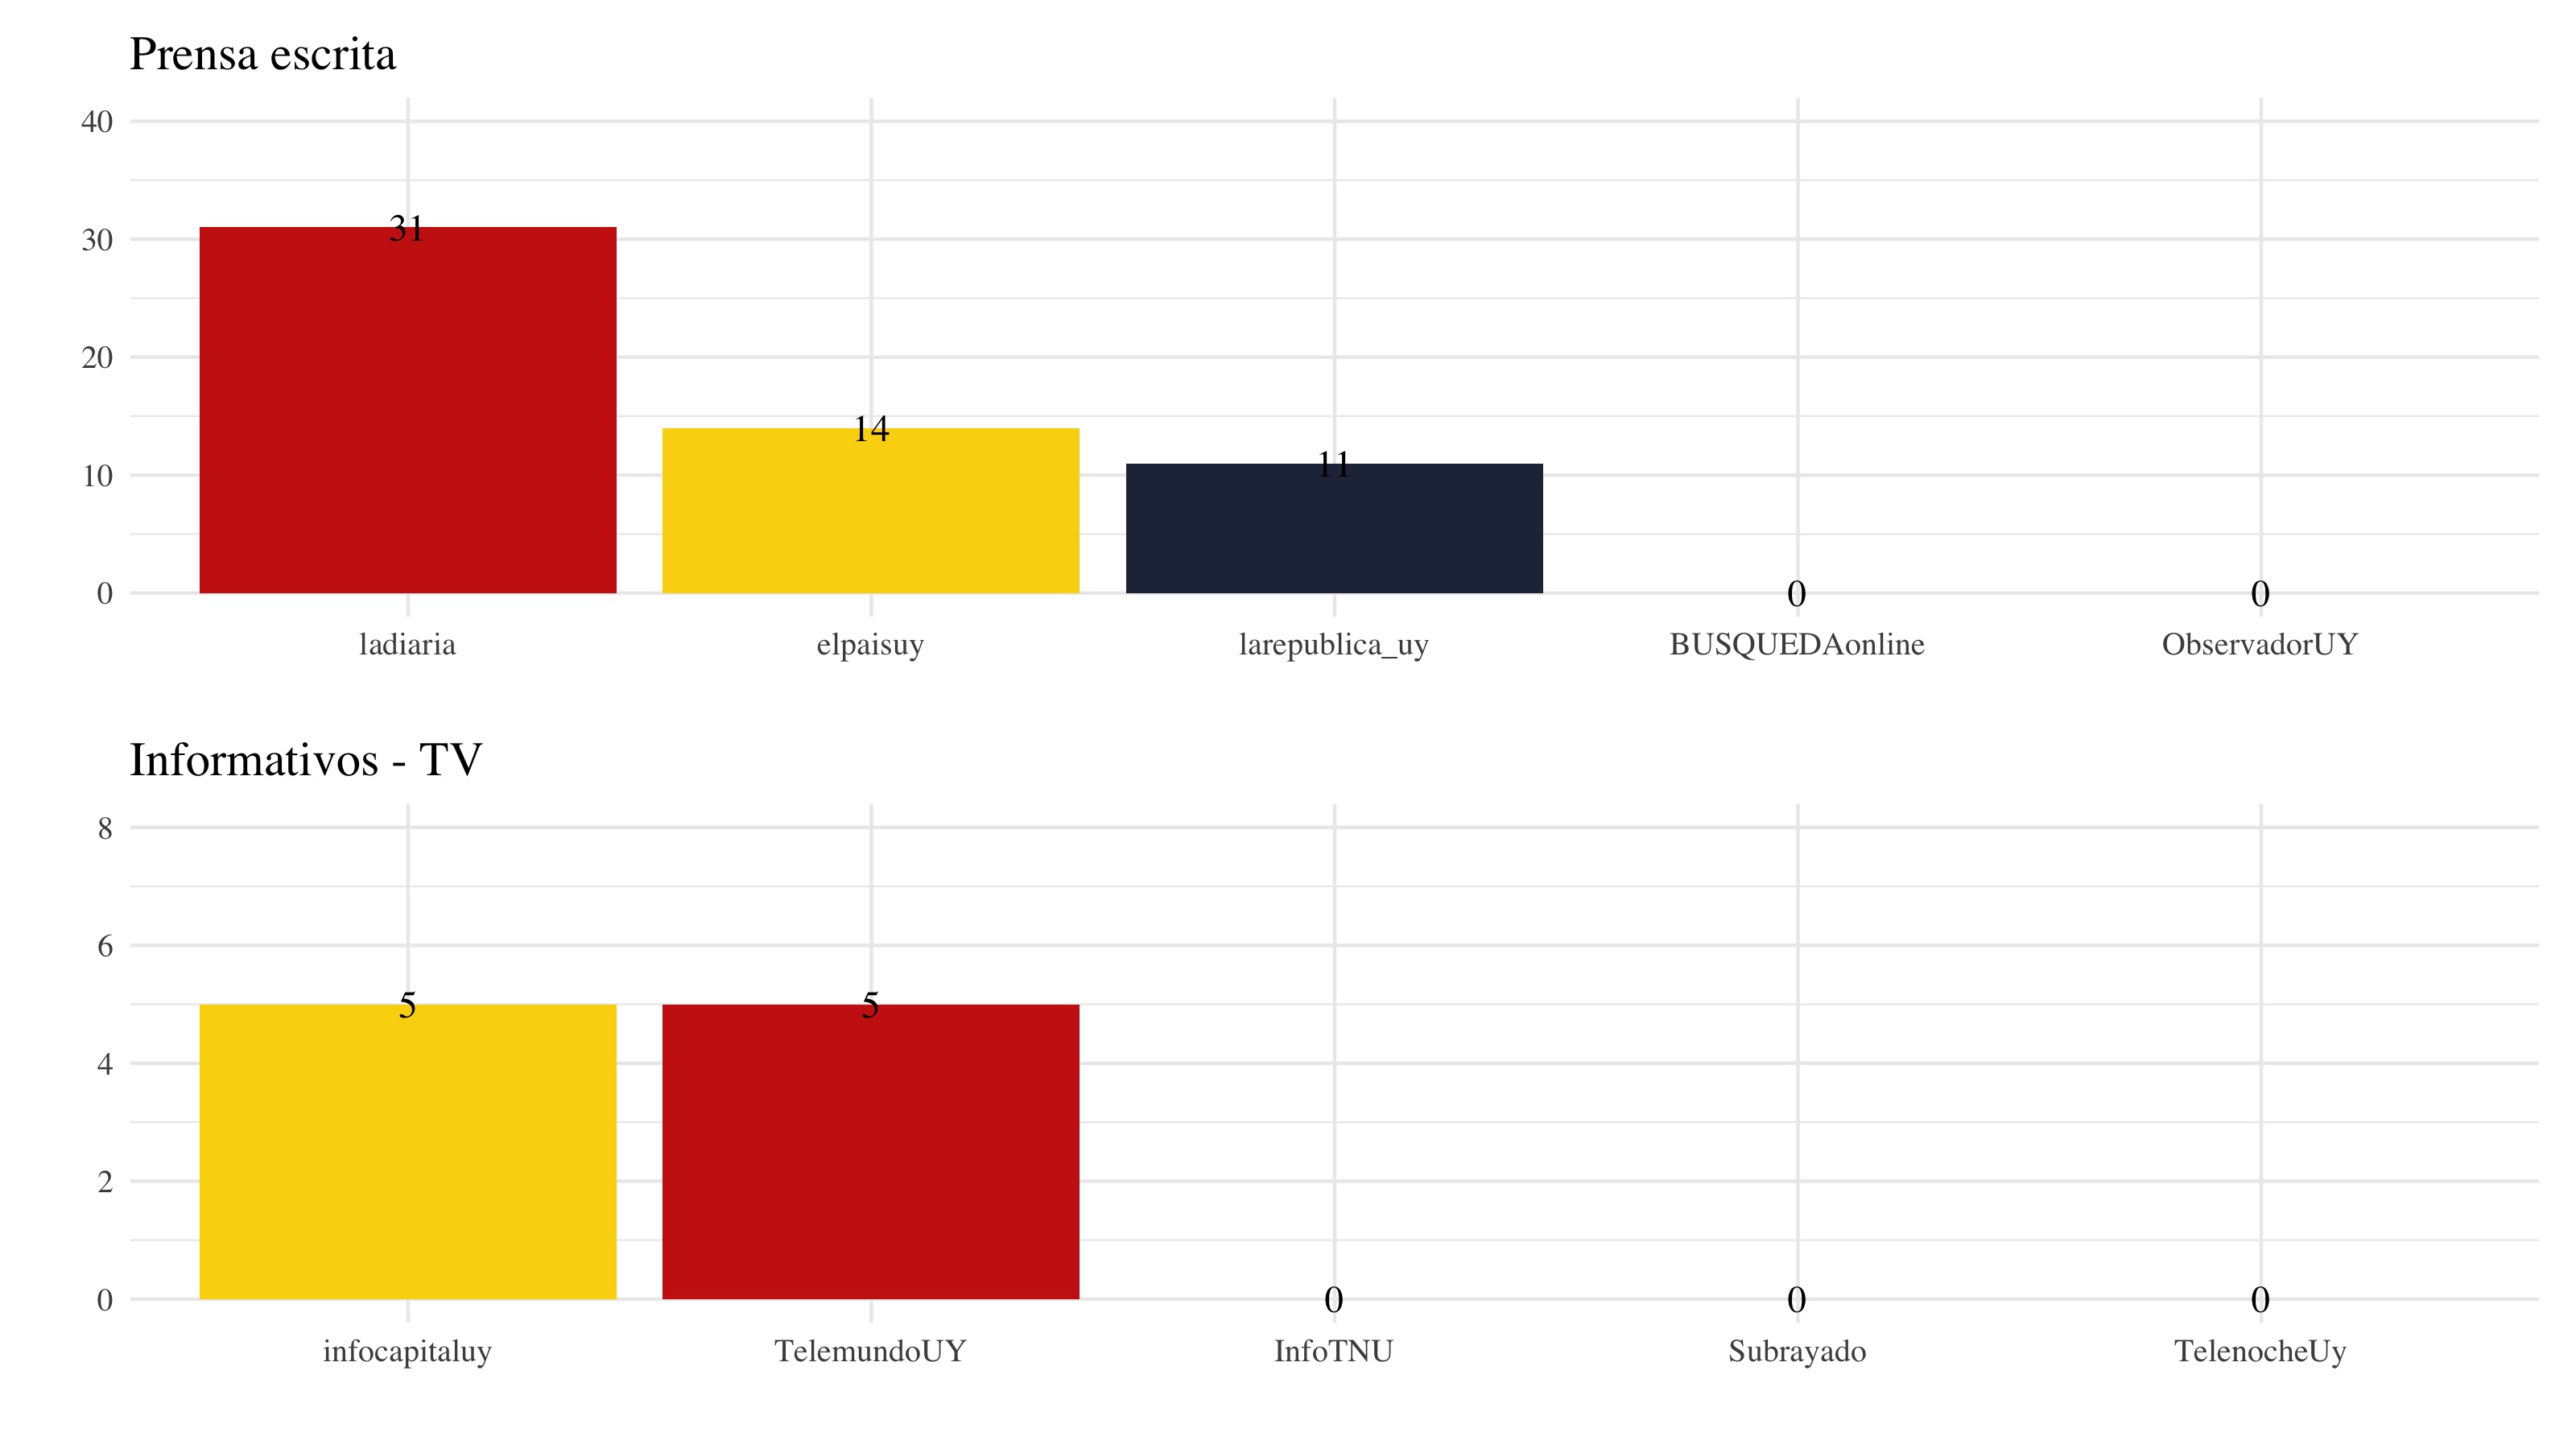 Prensa escrita
40
30
20
10
0
31
14
11
0
0
ladiaria
elpaisuy
larepublica_uy
BUSQUEDAonline
ObservadorUY
Informativos - TV
8
6
4
2
0
5
5
0
0
0
infocapitaluy
TelemundoUY
InfoTNU
Subrayado
TelenocheUy